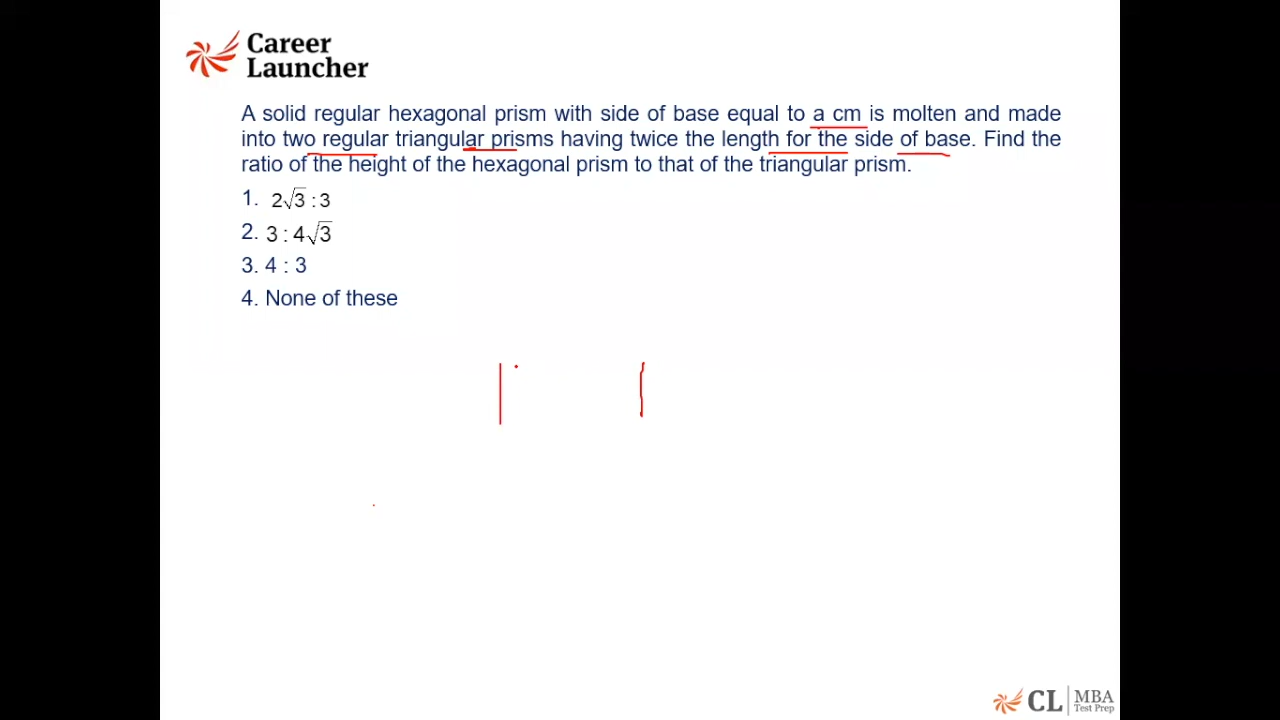 Career
Launcher
A solid regular hexagonal prism with side of base equal to a cm is molten and made
into two regular triangular prisms having twice the length for the side of base. Find the
ratio of the height of the hexagonal prism to that of the triangular prism.
1. 2√3 : 3
2. 3 : 4√3
3. 4 : 3
4. None of these
CL MBA
Test Prep